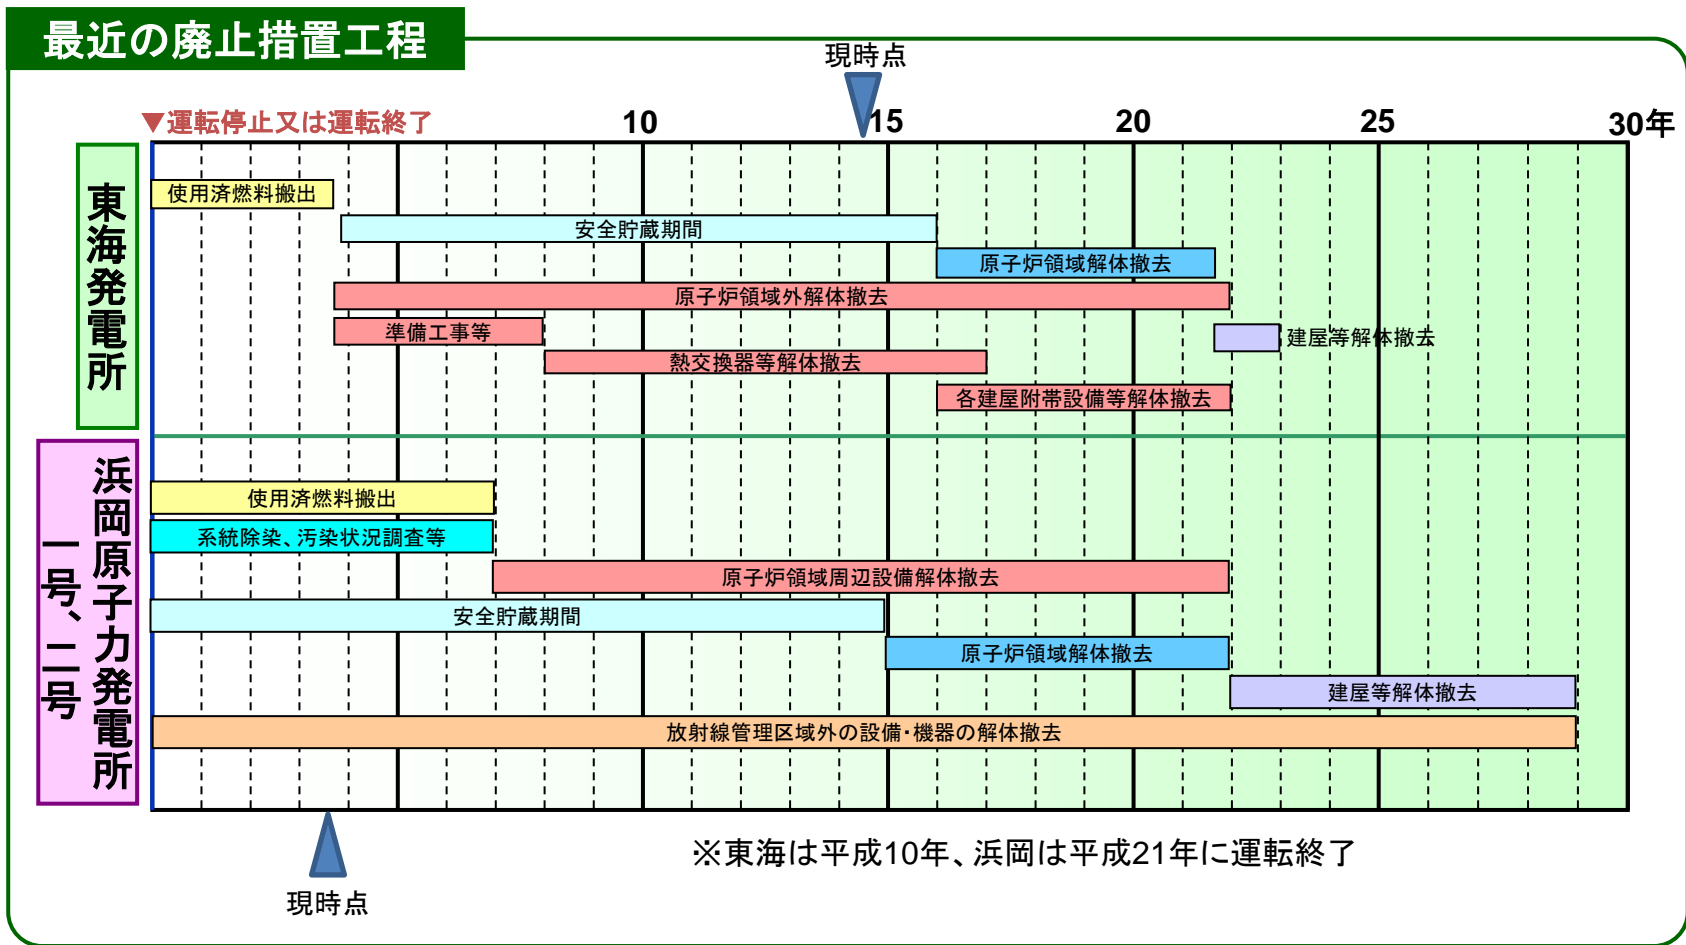 最近の廃止措置工程
現時点
▼運転停止又は運転終了
10
15
20
25
30年
東海発電所
使用済燃料搬出
安全貯蔵期間
原子炉領域解体撤去
原子炉領域外解体撤去
準備工事等
建屋等解体撤去
熱交換器等解体撤去
各建屋附帯設備等解体撤去
浜岡原子力発電所
一号、二号
使用済燃料搬出
系統除染、汚染状況調査等
原子炉領域周辺設備解体撤去
安全貯蔵期間
原子炉領域解体撤去
建屋等解体撤去
放射線管理区域外の設備・機器の解体撤去
※東海は平成10年、浜岡は平成21年に運転終了
現時点